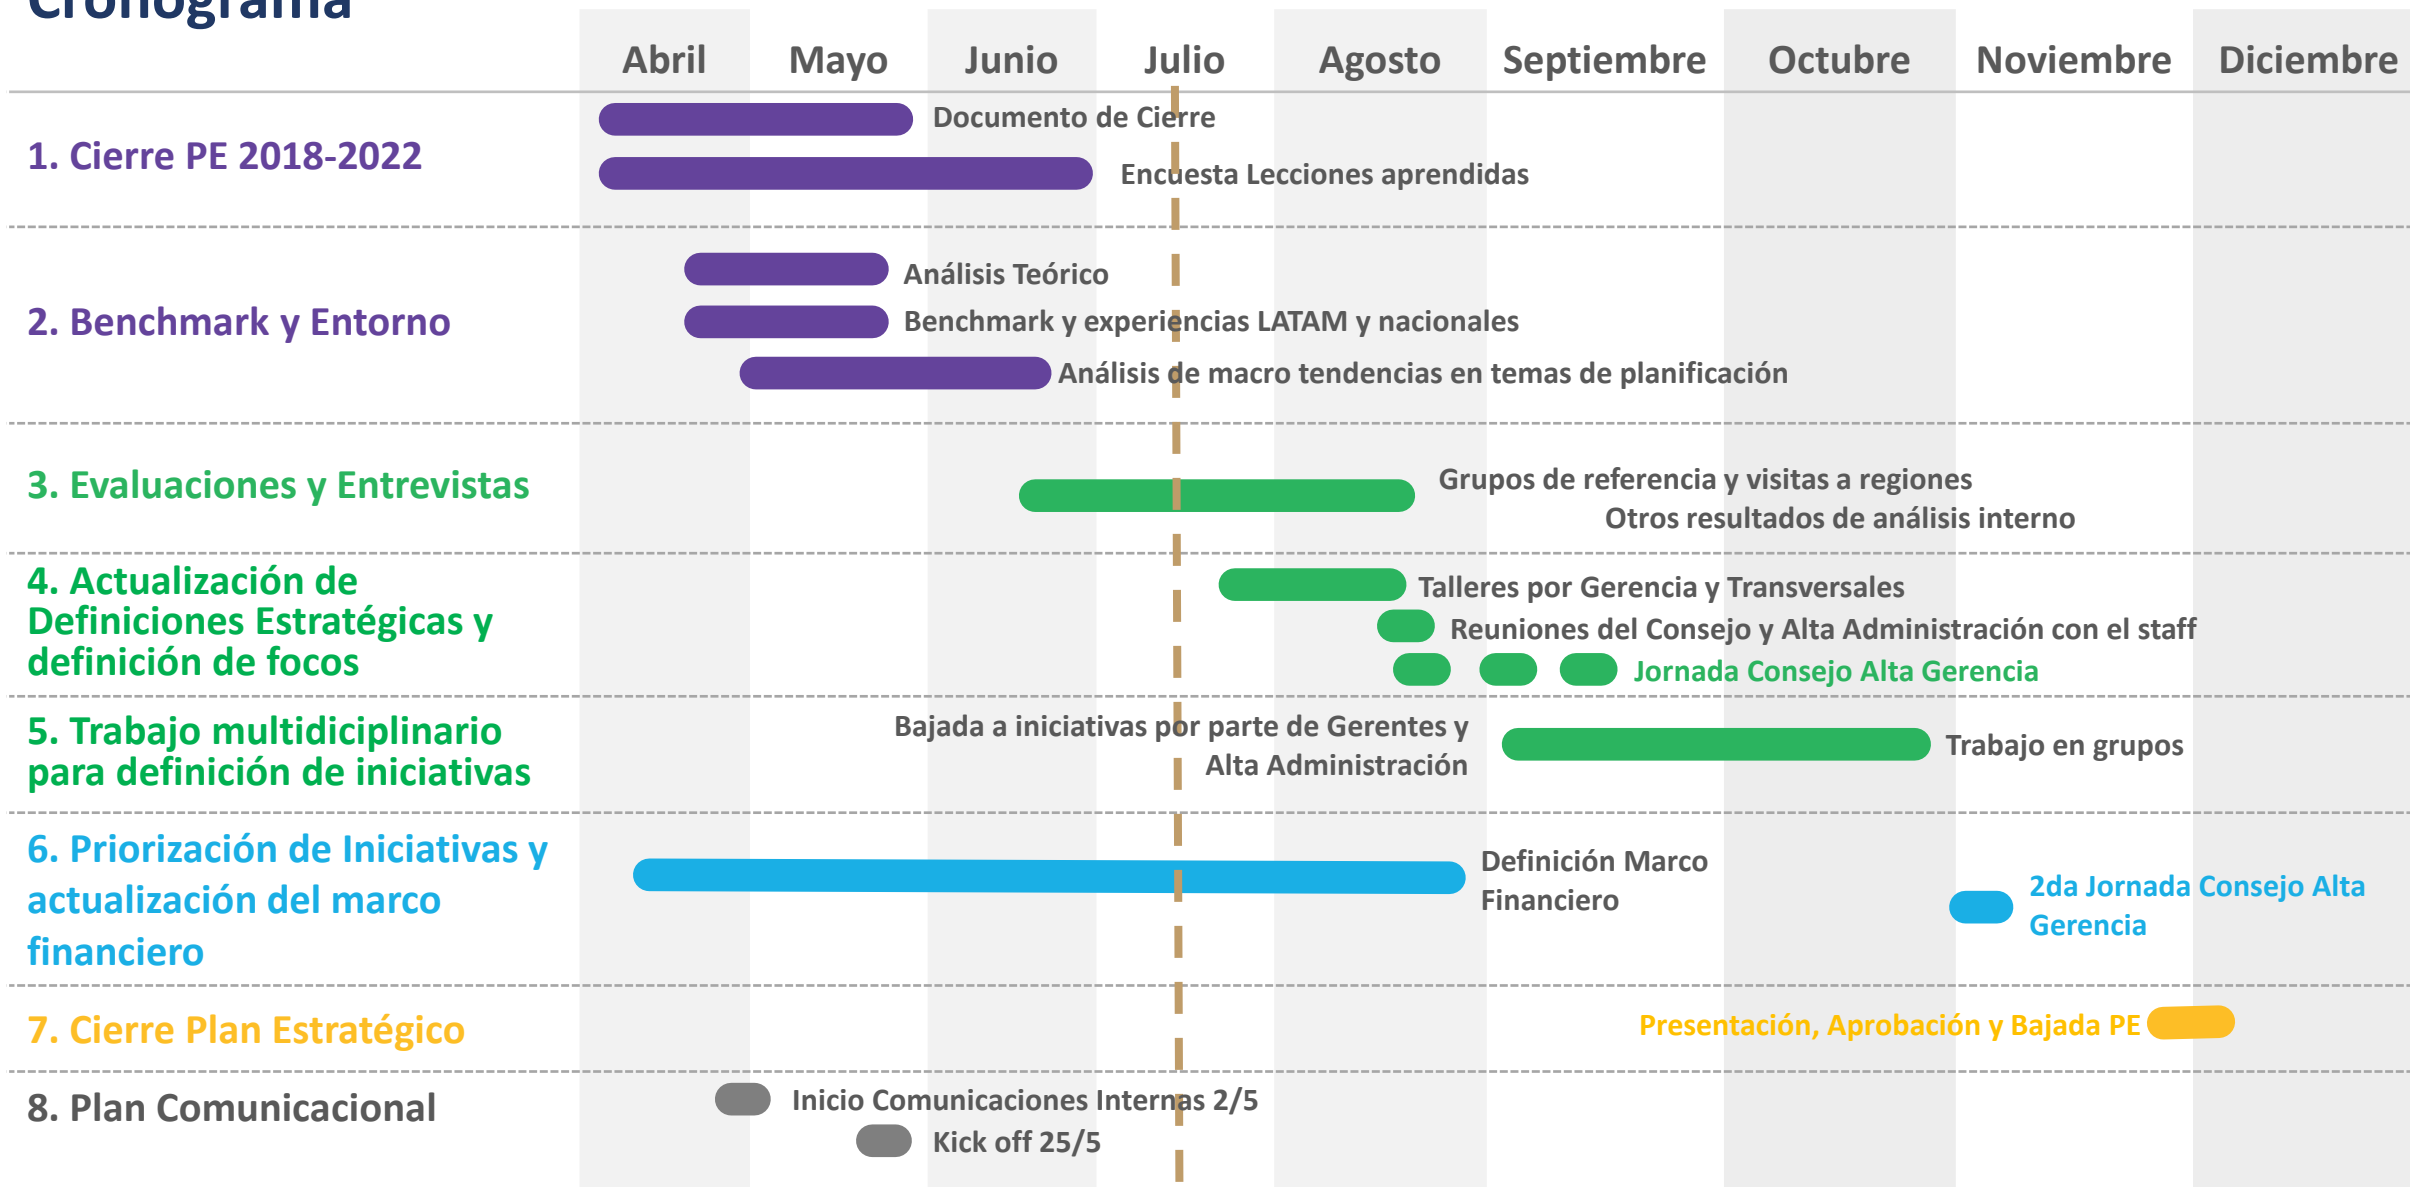 Cronograma
Abril Mayo Junio Julio Agosto Septiembre Octubre Noviembre Diciembre
1. Cierre PE 2018-2022
Documento de Cierre
Encuesta Lecciones aprendidas
2. Benchmark y Entorno
Análisis Teórico
Benchmark y experiencias LATAM y nacionales
Análisis de macro tendencias en temas de planificación
3. Evaluaciones y Entrevistas
Grupos de referencia y visitas a regiones
Otros resultados de análisis interno
4. Actualización de
Definiciones Estratégicas y
definición de focos
Talleres por Gerencia y Transversales
Reuniones del Consejo y Alta Administración con el staff
Jornada Consejo Alta Gerencia
5. Trabajo multidiciplinario
para definición de iniciativas
Bajada a iniciativas por parte de Gerentes y
Alta Administración
Trabajo en grupos
6. Priorización de Iniciativas y
actualización del marco
financiero
Definición Marco
Financiero
2da Jornada Consejo Alta
Gerencia
7. Cierre Plan Estratégico
Presentación, Aprobación y Bajada PE
8. Plan Comunicacional
Inicio Comunicaciones Internas 2/5
Kick off 25/5